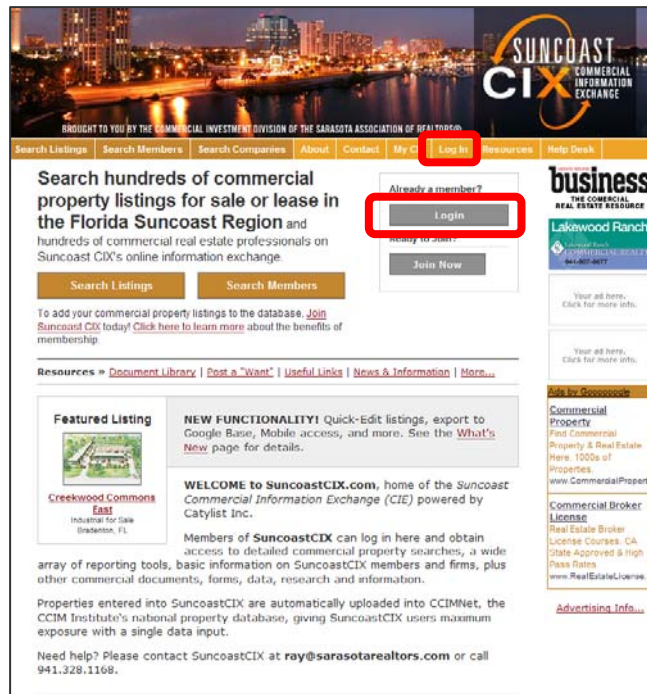 SUNCOAST
CIX
COMMERCIAL
INFORMATION
EXCHANGE
BROUGHT TO YOU BY THE COMMERCIAL INVESTMENT DIVISION OF THE SARASOTA ASSOCIATION OF REALTORS®
Search Listings Search Members Search Companies About Contact My Log In Resources Help Desk
Search hundreds of commercial
property listings for sale or lease in
the Florida Suncoast Region and
hundreds of commercial real estate professionals on
Suncoast CIX's online information exchange.
Search Listings Search Members
To add your commercial property listings to the database, Join
Suncoast CIX today! Click here to learn more about the benefits of
membership.
Already a member?
Login
Ready to Join?
Join Now
Resources » Document Library | Post a "Want" | Useful Links | News & Information | More...
Featured Listing
Creekwood Commons
East
Industrial for Sale
Bradenton, FL
NEW FUNCTIONALITY! Quick-Edit listings, export to
Google Base, Mobile access, and more. See the What's
New page for details.
WELCOME to SuncoastCIX.com, home of the Suncoast
Commercial Information Exchange (CIE) powered by
Catylist Inc.
Members of SuncoastCIX can log in here and obtain
access to detailed commercial property searches, a wide
array of reporting tools, basic information on SuncoastCIX members and firms, plus
other commercial documents, forms, data, research and information.
Properties entered into SuncoastCIX are automatically uploaded into CCIMNet, the
CCIM Institute's national property database, giving SuncoastCIX users maximum
exposure with a single data input.
Need help? Please contact SuncoastCIX at ray@sarasotarealtors.com or call
941.328.1168.
business
THE COMERCIAL
REAL ESTATE RESOURCE
Lakewood Ranch
Lakewood Ranch
COMMERCIAL REALTY
941-907-6677
Your ad here.
Click for more info.
Your ad here.
Click for more info.
Ads by Goooooogle
Commercial
Property
Find Commercial
Property & Real Estate
Here. 1000s of
Properties.
www.CommercialPropert
Commercial Broker
License
Real Estate Broker
License Courses. CA
State Approved & High
Pass Rates
www.RealEstateLicense.
Advertising Info...